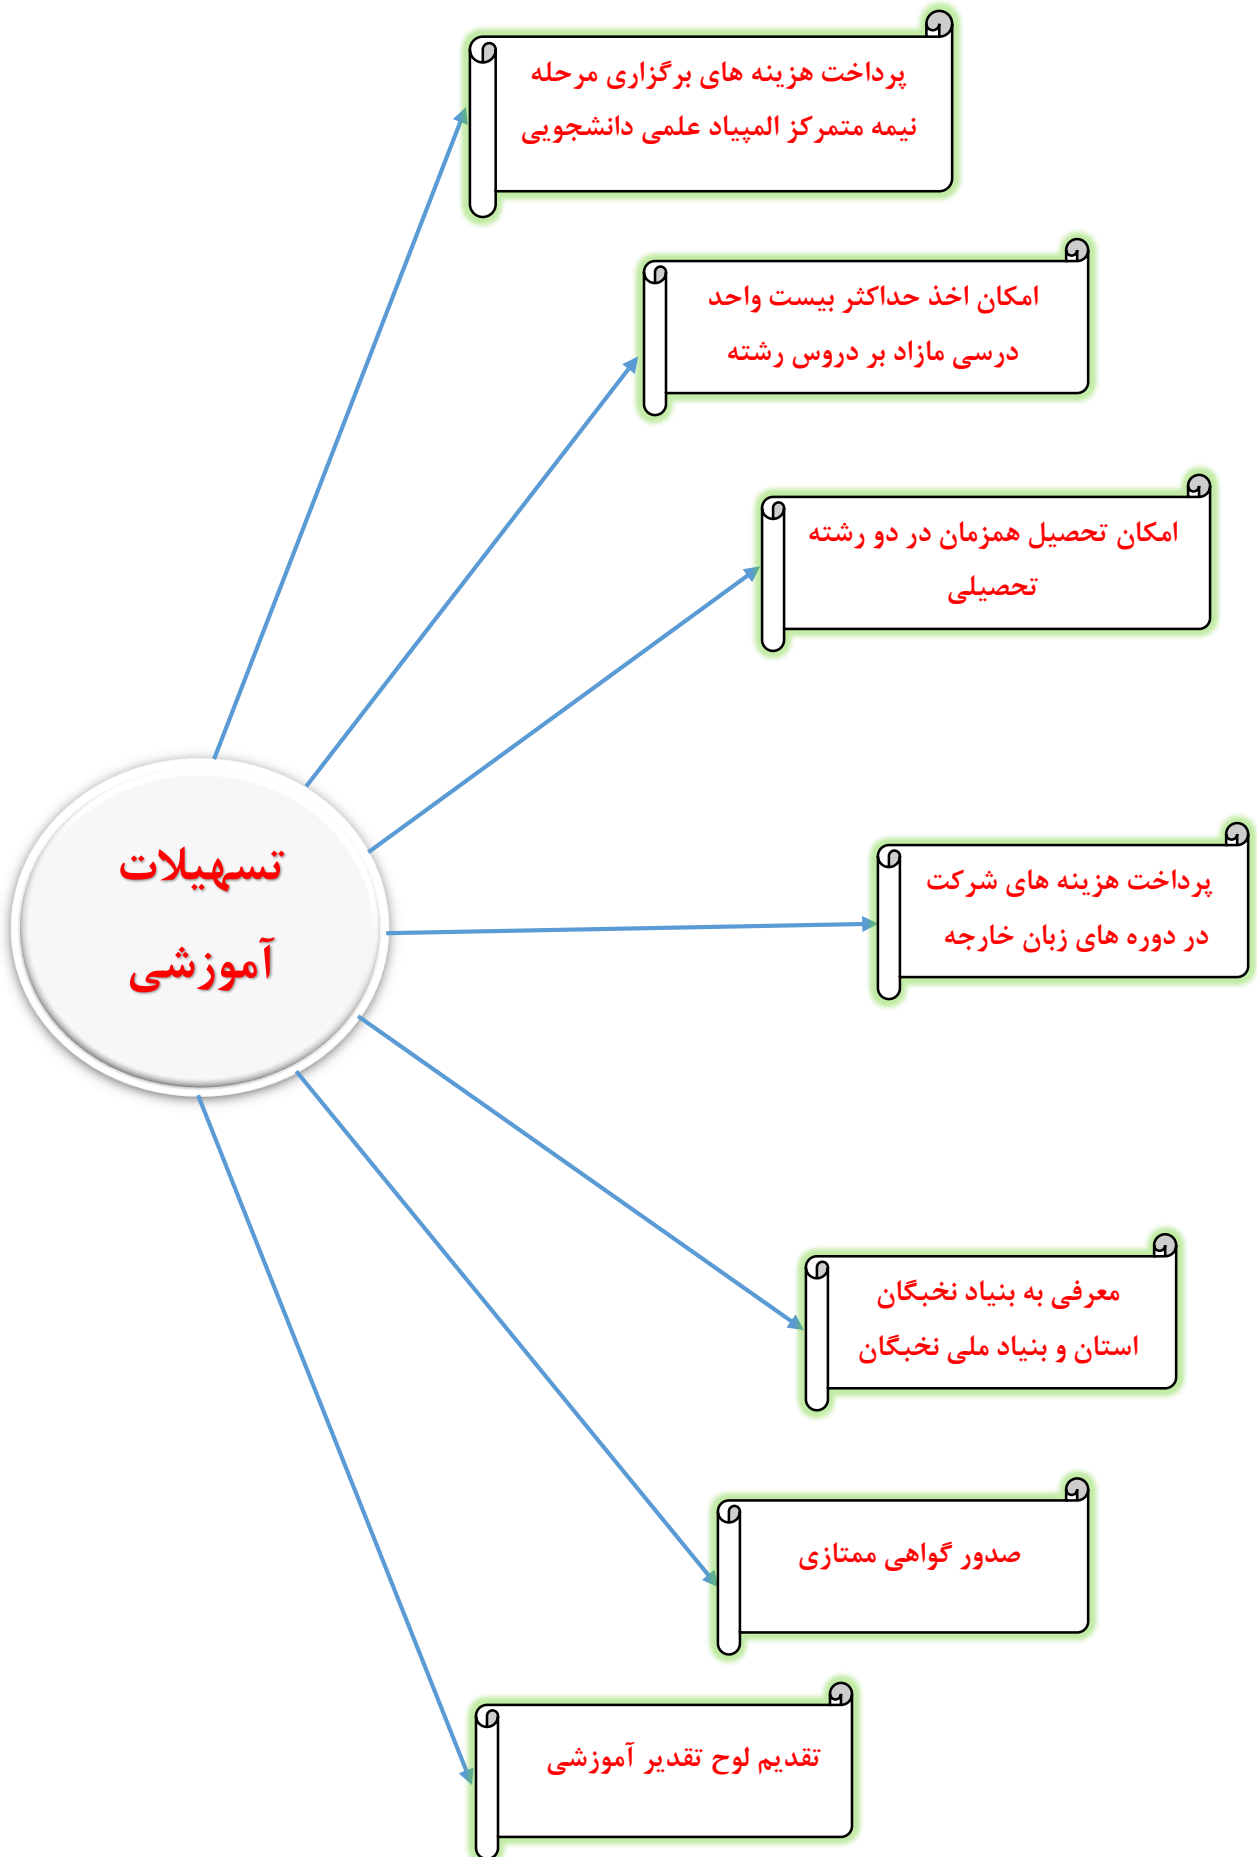 پرداخت هزینه های برگزاری مرحله
نیمه متمرکز المپیاد علمی دانشجویی
امکان اخذ حداکثر بیست واحد
درسی مازاد بر دروس رشته
امکان تحصیل همزمان در دو رشته
تحصیلی
تسهیلات
آموزشی
پرداخت هزینه های شرکت
در دوره های زبان خارجه
معرفی به بنیاد نخبگان
استان و بنیاد ملی نخبگان
صدور گواهی ممتازی
تقدیم لوح تقدیر آموزشی